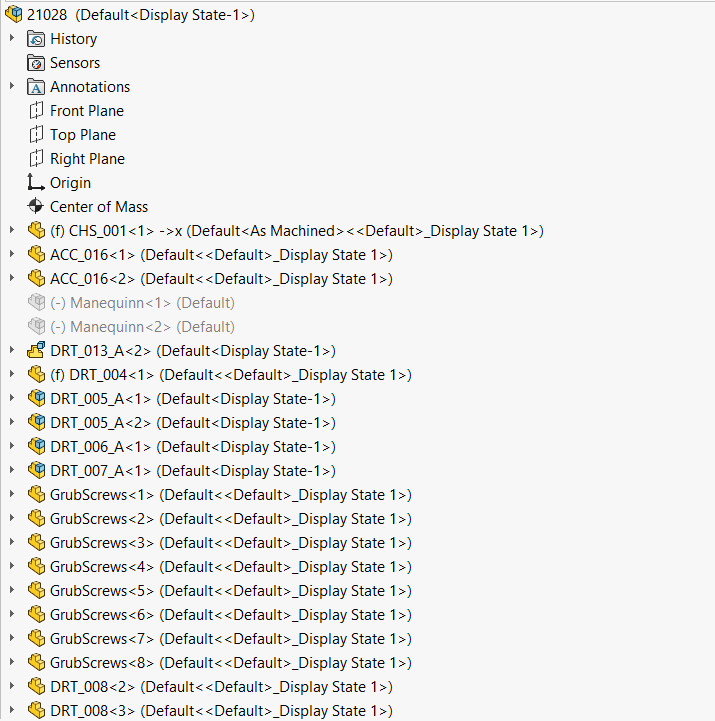 21028 (Default<Display State-1>)
History
Sensors
Annotations
Front Plane
Top Plane
Right Plane
Origin
Center of Mass
(f) CHS_001<1> ->x (Default<As Machined><<Default>_Display State 1>)
ACC_016<1> (Default<<Default>_Display State 1>)
ACC_016<2> (Default<<Default>_Display State 1>)
(-) Manequinn<1> (Default)
(-) Manequinn<2> (Default)
DRT_013_A<2> (Default<Display State-1>)
(f) DRT_004<1> (Default<<Default>_Display State 1>)
DRT_005_A<1> (Default<Display State-1>)
DRT_005_A<2> (Default<Display State-1>)
DRT_006_A<1> (Default<Display State-1>)
DRT_007_A<1> (Default<Display State-1>)
GrubScrews<1> (Default<<Default>_Display State 1>)
GrubScrews<2> (Default<<Default>_Display State 1>)
GrubScrews<3> (Default<<Default>_Display State 1>)
GrubScrews<4> (Default<<Default>_Display State 1>)
GrubScrews<5> (Default<<Default>_Display State 1>)
GrubScrews<6> (Default<<Default>_Display State 1>)
GrubScrews<7> (Default<<Default>_Display State 1>)
GrubScrews<8> (Default<<Default>_Display State 1>)
DRT_008<2> (Default<<Default>_Display State 1>)
DRT_008<3> (Default<<Default>_Display State 1>)